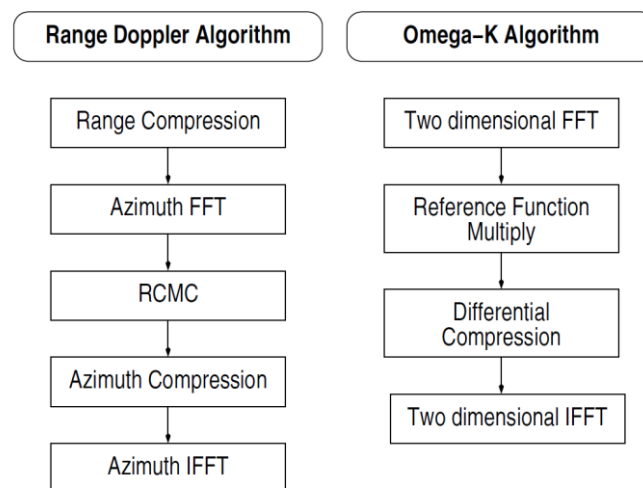 Range Doppler Algorithm
Range Compression
Azimuth FFT
RCMC
Azimuth Compression
Azimuth IFFT
Omega–K Algorithm
Two dimensional FFT
Reference Function
Multiply
Differential
Compression
Two dimensional IFFT